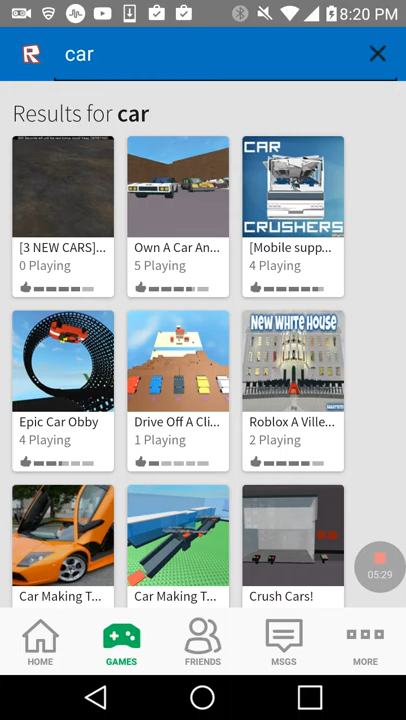 8:20 PM
R
car
Results for car
[3 NEW CARS]...
0 Playing
Own A Car An...
5 Playing
CAR
CRUSHERS
[Mobile supp...
4 Playing
Epic Car Obby
4 Playing
Drive Off A Cli...
1 Playing
NEW WHITE HOUSE
Roblox A Ville...
2 Playing
Car Making T...
Car Making T...
Crush Cars!
05:29
HOME
GAMES
FRIENDS
MSGS
MORE